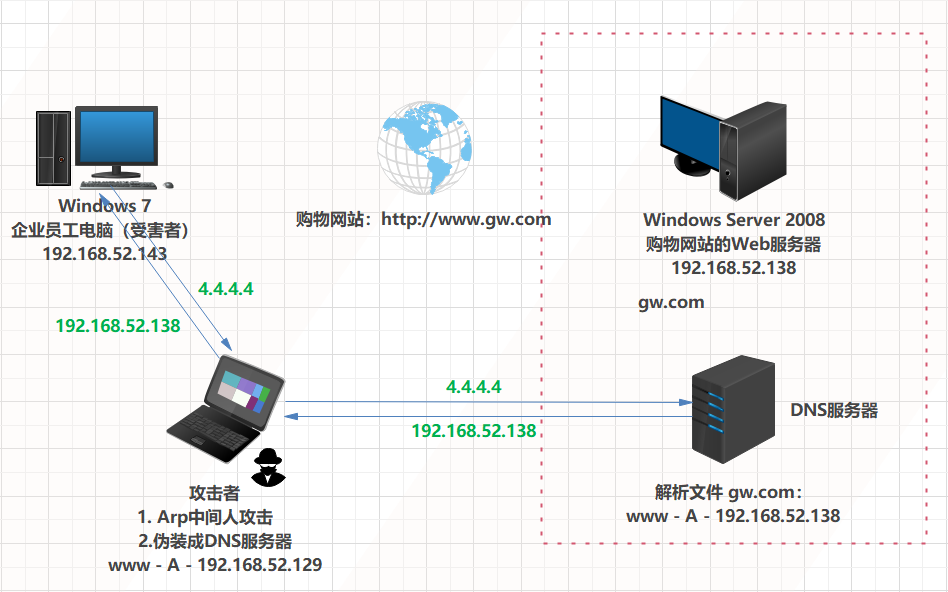 Windows 7
企业员工电脑（受害者）
192.168.52.143
购物网站：http://www.gw.com
Windows Server 2008
购物网站的Web服务器
192.168.52.138
gw.com
4.4.4.4
192.168.52.138
4.4.4.4
192.168.52.138
DNS服务器
解析文件 gw.com：
www - A - 192.168.52.138
攻击者
1. Arp中间人攻击
2.伪装成DNS服务器
www - A - 192.168.52.129